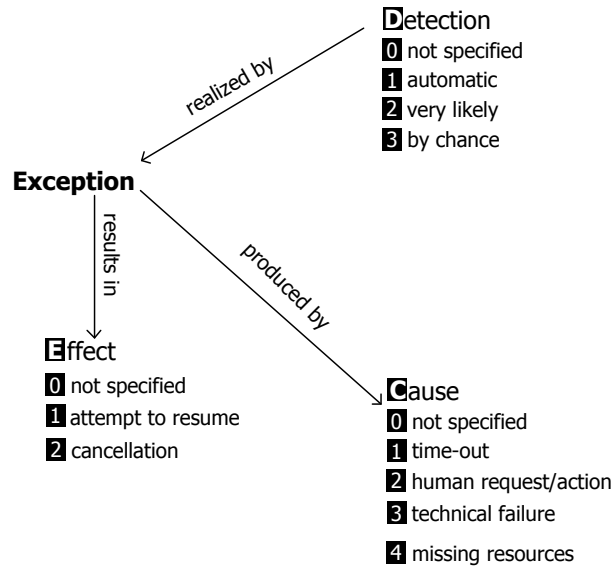 Detection
0 not specified
1 automatic
2 very likely
3 by chance
realized by
Exception
results in
produced by
Effect
0 not specified
1 attempt to resume
2 cancellation
Cause
0 not specified
1 time-out
2 human request/action
3 technical failure
4 missing resources